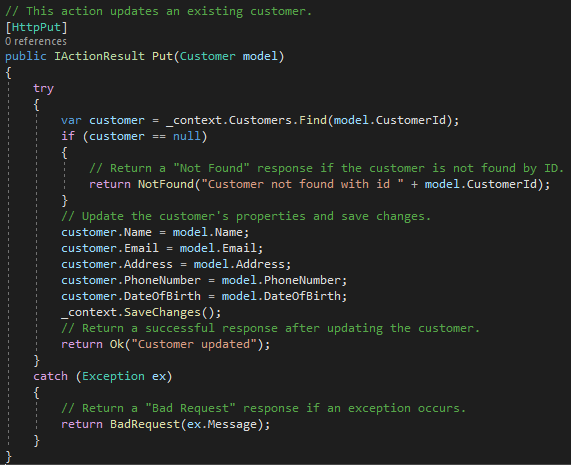 // This action updates an existing customer.
[HttpPut]
0 references
public IActionResult Put(Customer model)
{
try
{
var customer = _context.Customers.Find(model.CustomerId);
if (customer == null)
{
// Return a "Not Found" response if the customer is not found by ID.
return NotFound("Customer not found with id " + model.CustomerId);
}
// Update the customer's properties and save changes.
customer.Name = model.Name;
customer.Email = model.Email;
customer.Address = model.Address;
customer.PhoneNumber = model.PhoneNumber;
customer.DateOfBirth = model.DateOfBirth;
_context.SaveChanges();
// Return a successful response after updating the customer.
return Ok("Customer updated");
}
catch (Exception ex)
{
// Return a "Bad Request" response if an exception occurs.
return BadRequest(ex.Message);
}
}